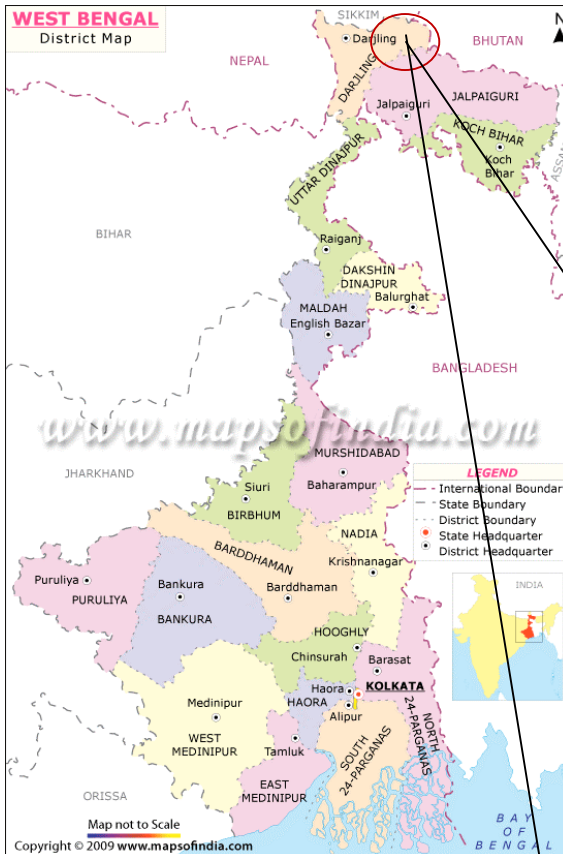 WEST BENGAL
District Map
SIKKIM
N
Darjling
BHUTAN
NEPAL
DARJLING
JALPAIGURI
Jalpaiguri
KOCH BIHAR
Koch
Bihar
ASSA
UTTAR DINAJPUR
BIHAR
Raiganj
DAKSHIN
DINAJPUR
Balurghat
MALDAH
English Bazar
BANGLADESH
www.mapsofindia.com
MURSHIDABAD
Baharampur
JHARKHAND
Siuri
BIRBHUM
LEGEND
International Boundar
State Boundary
District Boundary
State Headquarter
District Headquarter
NADIA
Krishnanagar
BARDDHAMAN
Barddhaman
Puruliya
PURULIYA
Bankura
BANKURA
INDIA
HOOGHLY
Chinsurah
Barasat
Haora
KOLKATA
HAORA
Alipur
NORTH
24-PARGANAS
Medinipur
WEST
MEDINIPUR
Tamluk
SOUTH
24-PARGANAS
EAST
MEDINIPUR
ORISSA
BAY
OF
BENGAL
Map not to Scale
Copyright © 2009 www.mapsofindia.com